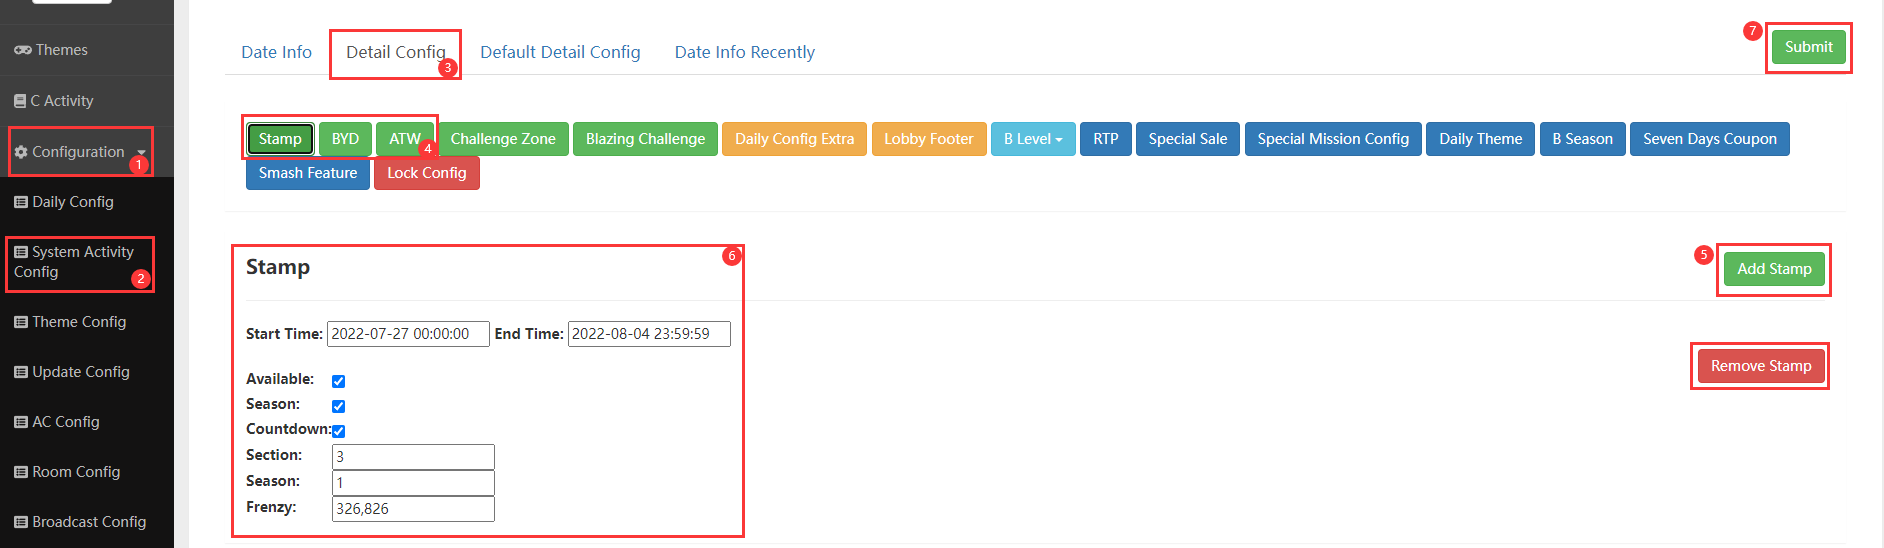 Themes
C Activity
Configuration
1
Daily Config
System Activity
Config
2
Theme Config
Update Config
AC Config
Room Config
Broadcast Config
Date Info Detail Config Default Detail Config Date Info Recently
3
7
Submit
Stamp BYD ATW Challenge Zone Blazing Challenge Daily Config Extra Lobby Footer B Level RTP Special Sale Special Mission Config Daily Theme B Season Seven Days Coupon
4
Smash Feature Lock Config
6
Stamp
5
Add Stamp
Start Time: 2022-07-27 00:00:00 End Time: 2022-08-04 23:59:59
Remove Stamp
Available:
Season:
Countdown:
Section: 3
Season: 1
Frenzy: 326,826